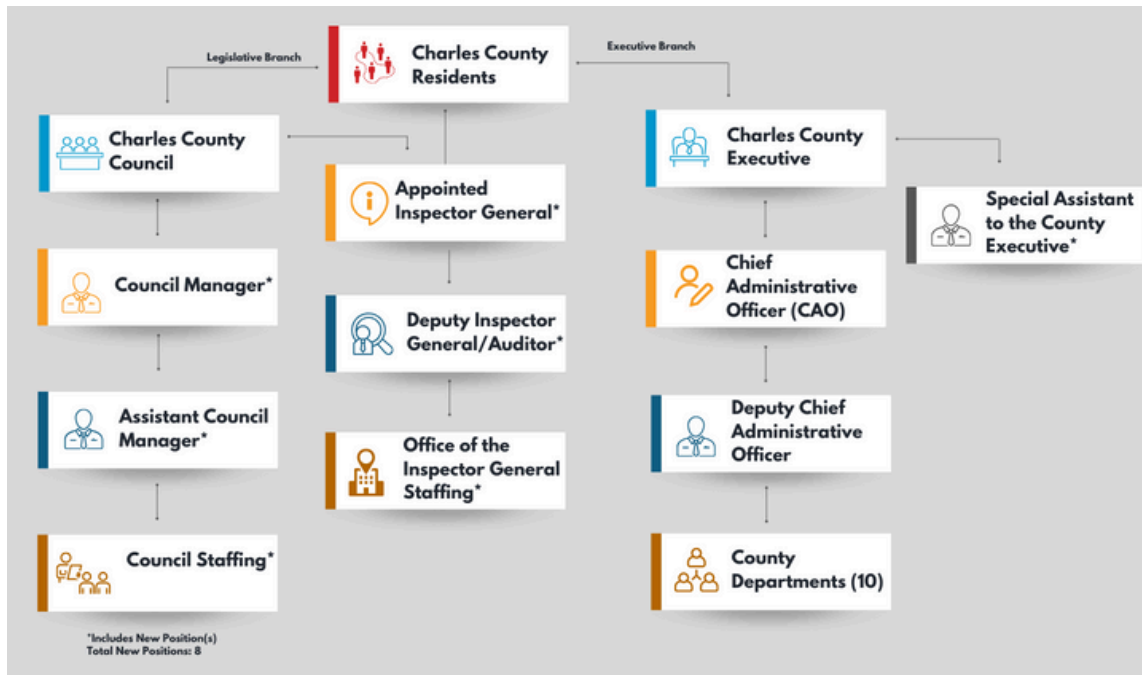 Legislative Branch
Charles County
Residents
Executive Branch
Charles County
Council
Charles County
Executive
Appointed
Inspector General*
Special Assistant
to the County
Executive*
Council Manager*
Chief
Administrative
Officer (CAO)
Deputy Inspector
General/Auditor*
Assistant Council
Manager*
Deputy Chief
Administrative
Officer
Office of the
Inspector General
Staffing*
Council Staffing*
County
Departments (10)
*Includes New Position(s)
Total New Positions: 8